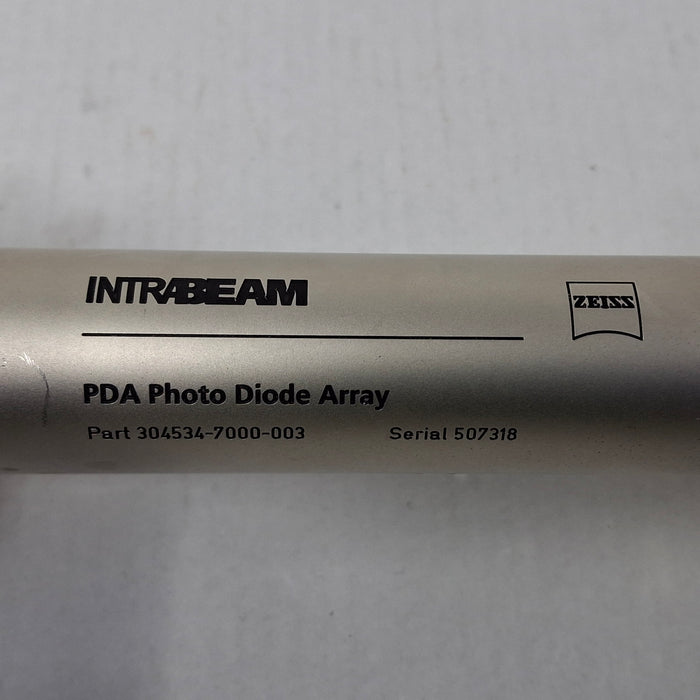 INTRABEAM
ZEISS
PDA Photo Diode Array
Part 304534-7000-003 Serial 507318